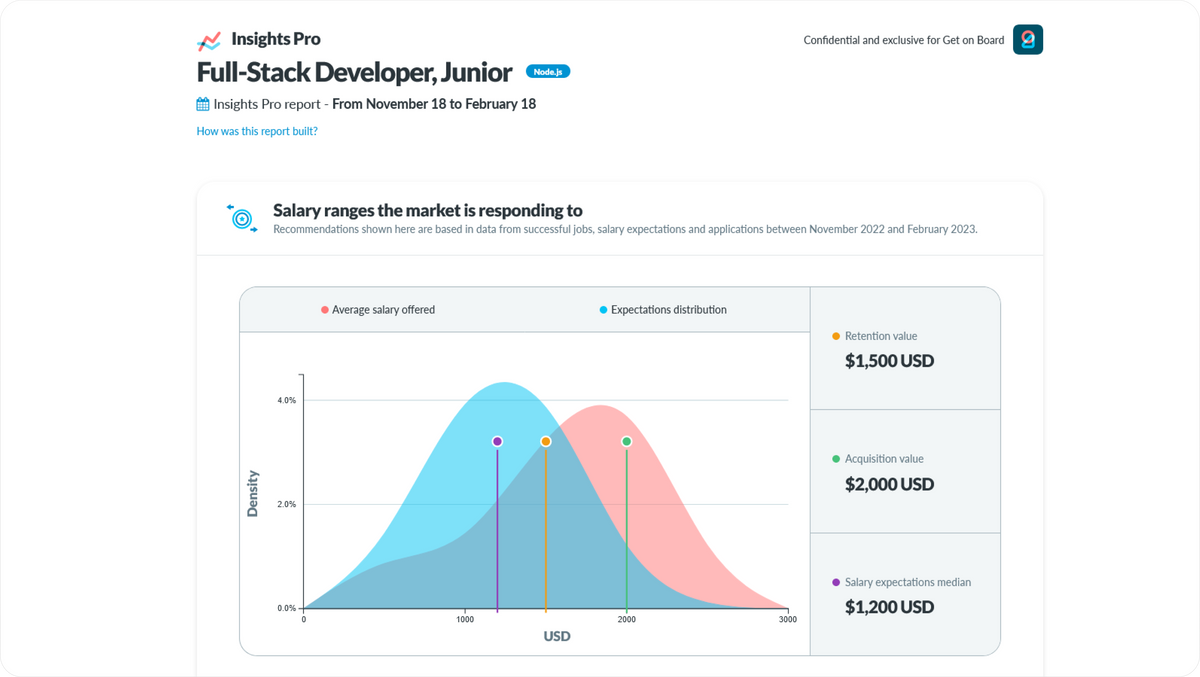 Insights Pro
Confidential and exclusive for Get on Board
Full-Stack Developer, Junior
Node.js
Insights Pro report - From November 18 to February 18
How was this report built?
Salary ranges the market is responding to
Recommendations shown here are based in data from successful jobs, salary expectations and applications between November 2022 and February 2023.
Average salary offered
Expectations distribution
Density
4.0%
2.0%
0.0%
0
1000
2000
3000
USD
Retention value
$1,500 USD
Acquisition value
$2,000 USD
Salary expectations median
$1,200 USD